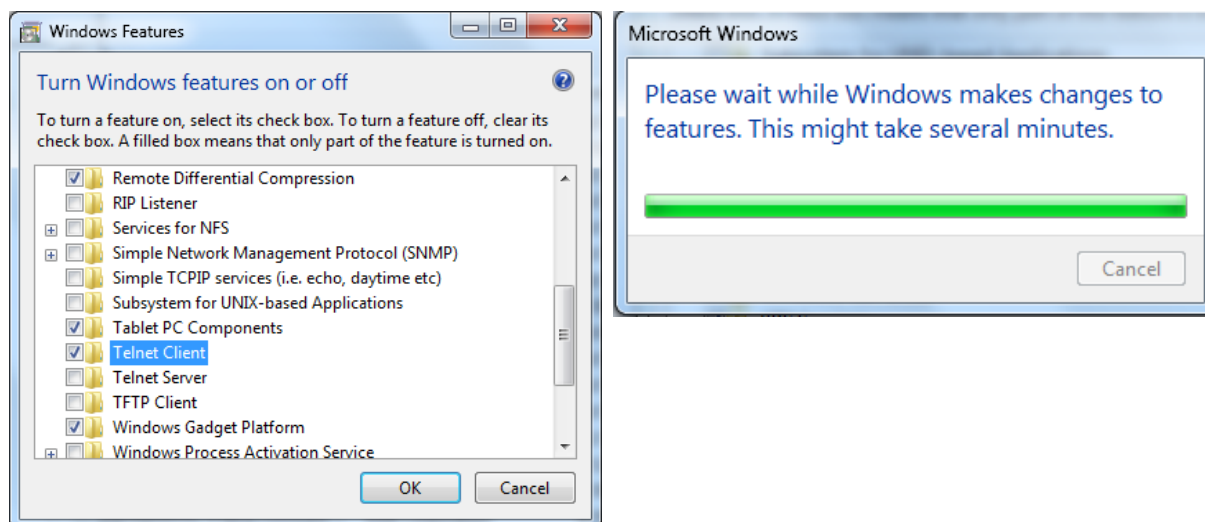 Windows Features
Turn Windows features on or off
To turn a feature on, select its check box. To turn a feature off, clear its
check box. A filled box means that only part of the feature is turned on.
Remote Differential Compression
RIP Listener
Services for NFS
Simple Network Management Protocol (SNMP)
Simple TCPIP services (i.e. echo, daytime etc)
Subsystem for UNIX-based Applications
Tablet PC Components
Telnet Client
Telnet Server
TFTP Client
Windows Gadget Platform
Windows Process Activation Service
OK
Cancel
Microsoft Windows
Please wait while Windows makes changes to
features. This might take several minutes.
Cancel